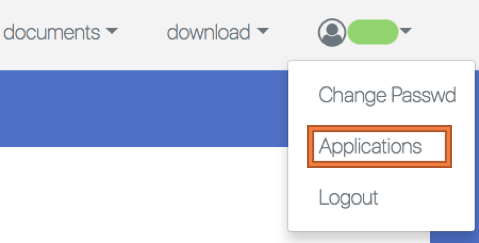 documents download
Change Passwd
Applications
Logout